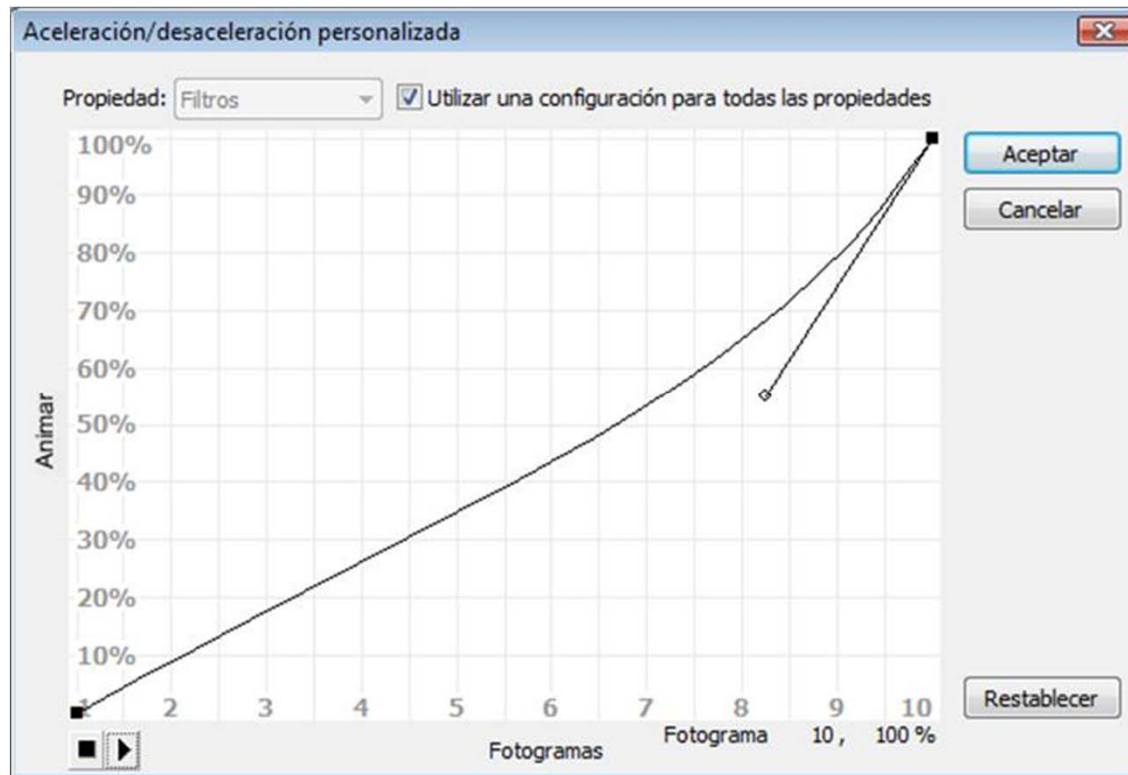 Aceleración/desaceleración personalizada
Propiedad: Filtros Utilizar una configuración para todas las propiedades
100%
90%
80%
70%
60%
50%
40%
30%
20%
10%
Animar
1 2 3 4 5 6 7 8 9 10
Fotogramas
Fotograma 10 , 100 %
Aceptar
Cancelar
Restablecer